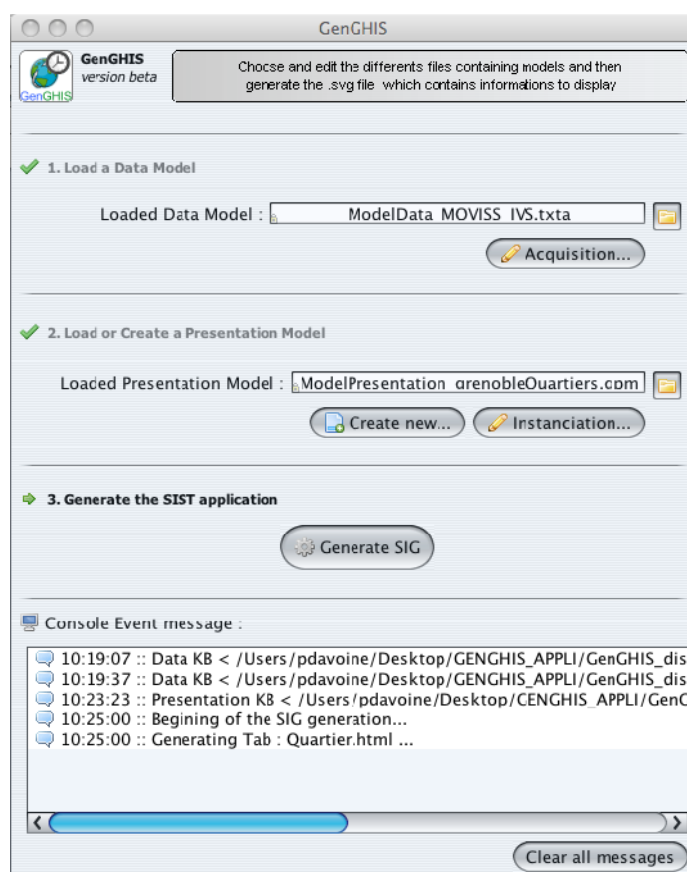 GenGHIS
GenGHIS
version beta
GenGHIS
Choose and edit the differents files containing models and then
generate the .svg file which contains informations to display
1. Load a Data Model
Loaded Data Model :
ModelData_MOVISS_IVS.txta
Acquisition...
2. Load or Create a Presentation Model
Loaded Presentation Model :
ModelPresentation_grenobleQuartiers.cpm
Create new...
Instanciation...
3. Generate the SIST application
Generate SIG
Console Event message :
10:19:07 :: Data KB < /Users/pdavoine/Desktop/GENGHIS_APPLI/GenGHIS_dis
10:19:37 :: Data KB < /Users/pdavoine/Desktop/GENGHIS_APPLI/GenGHIS_dis
10:23:23 :: Presentation KB < /Users/pdavoine/Desktop/GENGHIS_APPLI/GenG
10:25:00 :: Begining of the SIG generation...
10:25:00 :: Generating Tab : Quartier.html ...
Clear all messages